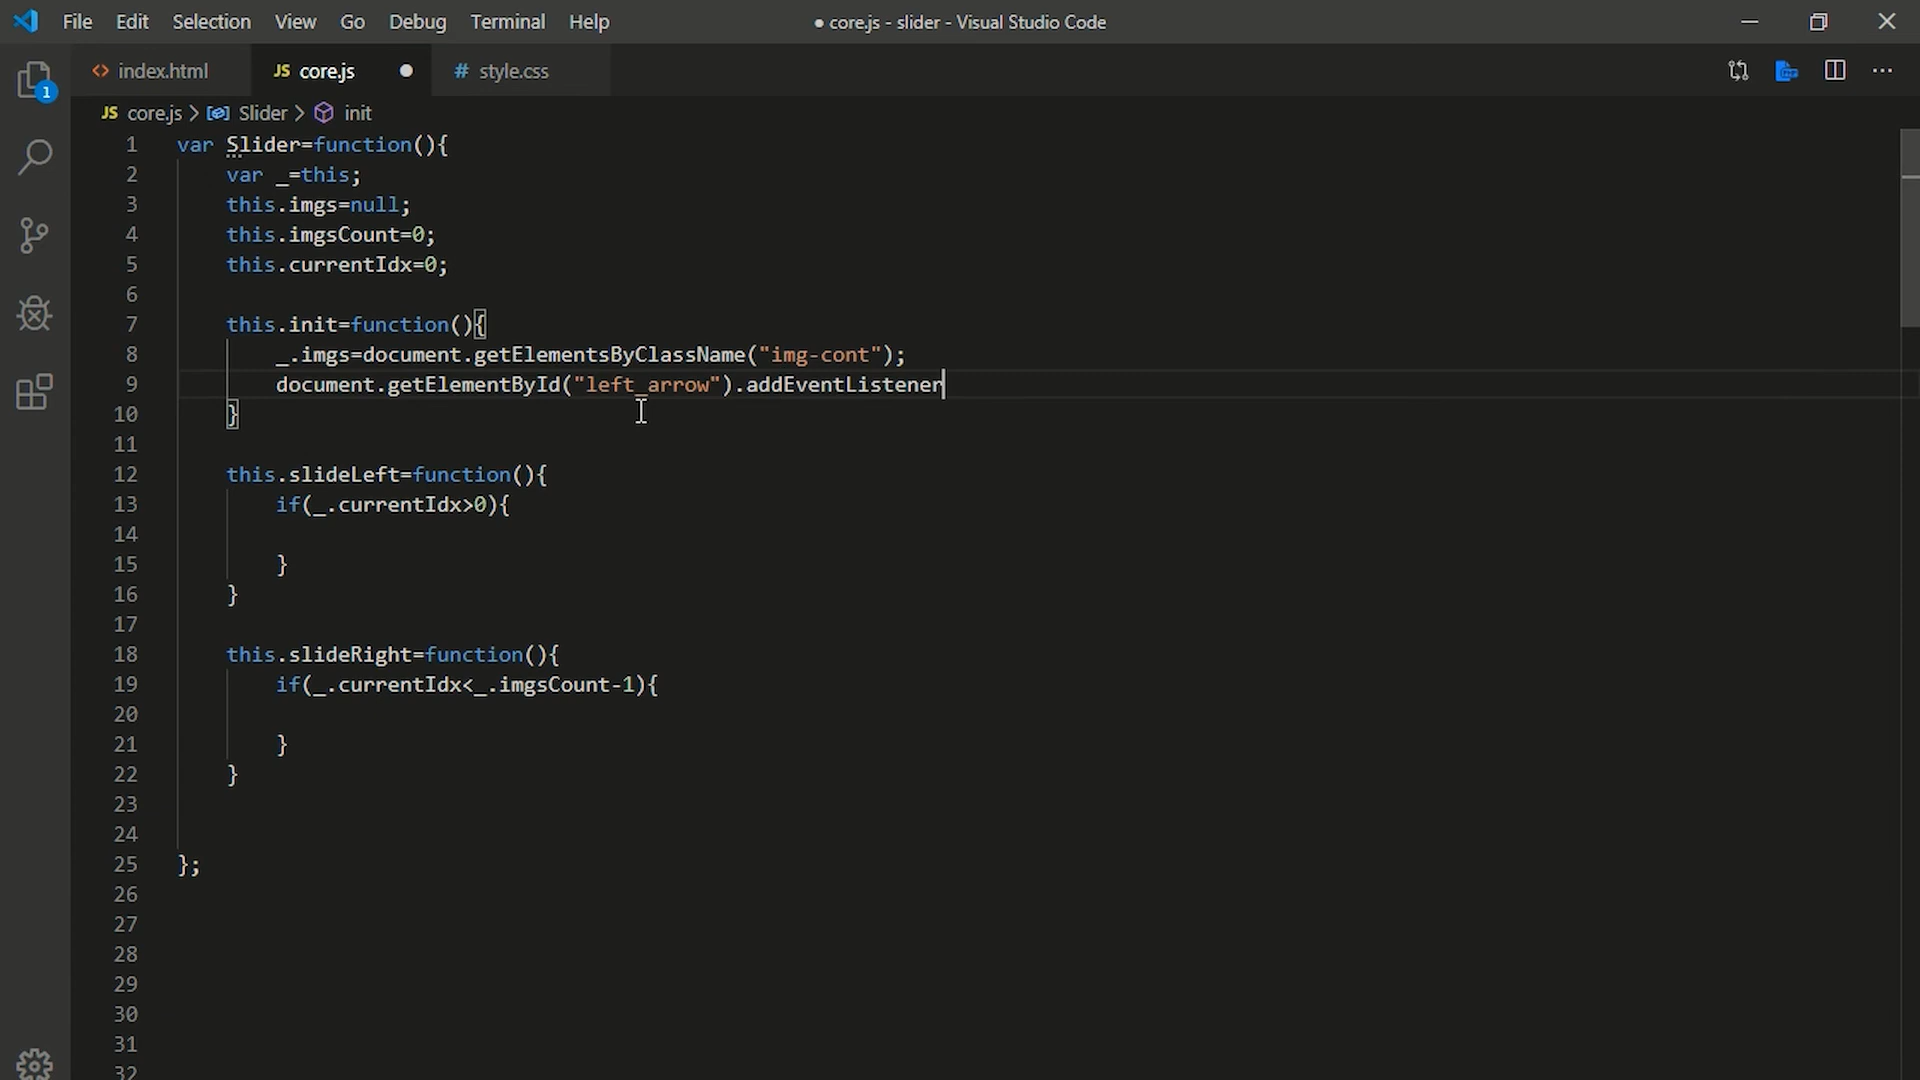 File Edit Selection View Go Debug Terminal Help ● core.js - slider - Visual Studio Code
index.html JS core.js ● # style.css
JS core.js > Slider > init
1
1 var Slider=function(){
2 var _=this;
3 this.imgs=null;
4 this.imgsCount=0;
5 this.currentIdx=0;
6
7 this.init=function(){
8 _.imgs=document.getElementsByClassName("img-cont");
9 document.getElementById("left_arrow").addEventListener
10 }
11
12 this.slideLeft=function(){
13 if(_.currentIdx>0){
14
15 }
16 }
17
18 this.slideRight=function(){
19 if(_.currentIdx<_.imgsCount-1){
20
21 }
22 }
23
24
25 };
26
27
28
29
30
31
32